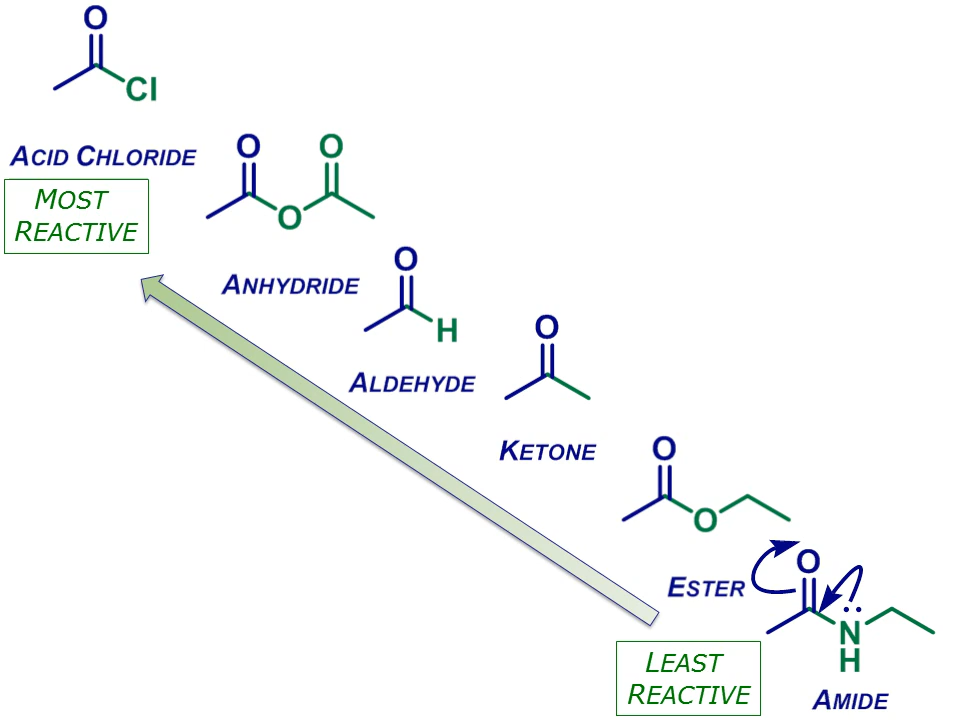 O
Cl
ACID CHLORIDE
MOST
REACTIVE
O O
O
ANHYDRIDE
O
H
ALDEHYDE
O
KETONE
O
O
ESTER
O
N
H
AMIDE
LEAST
REACTIVE